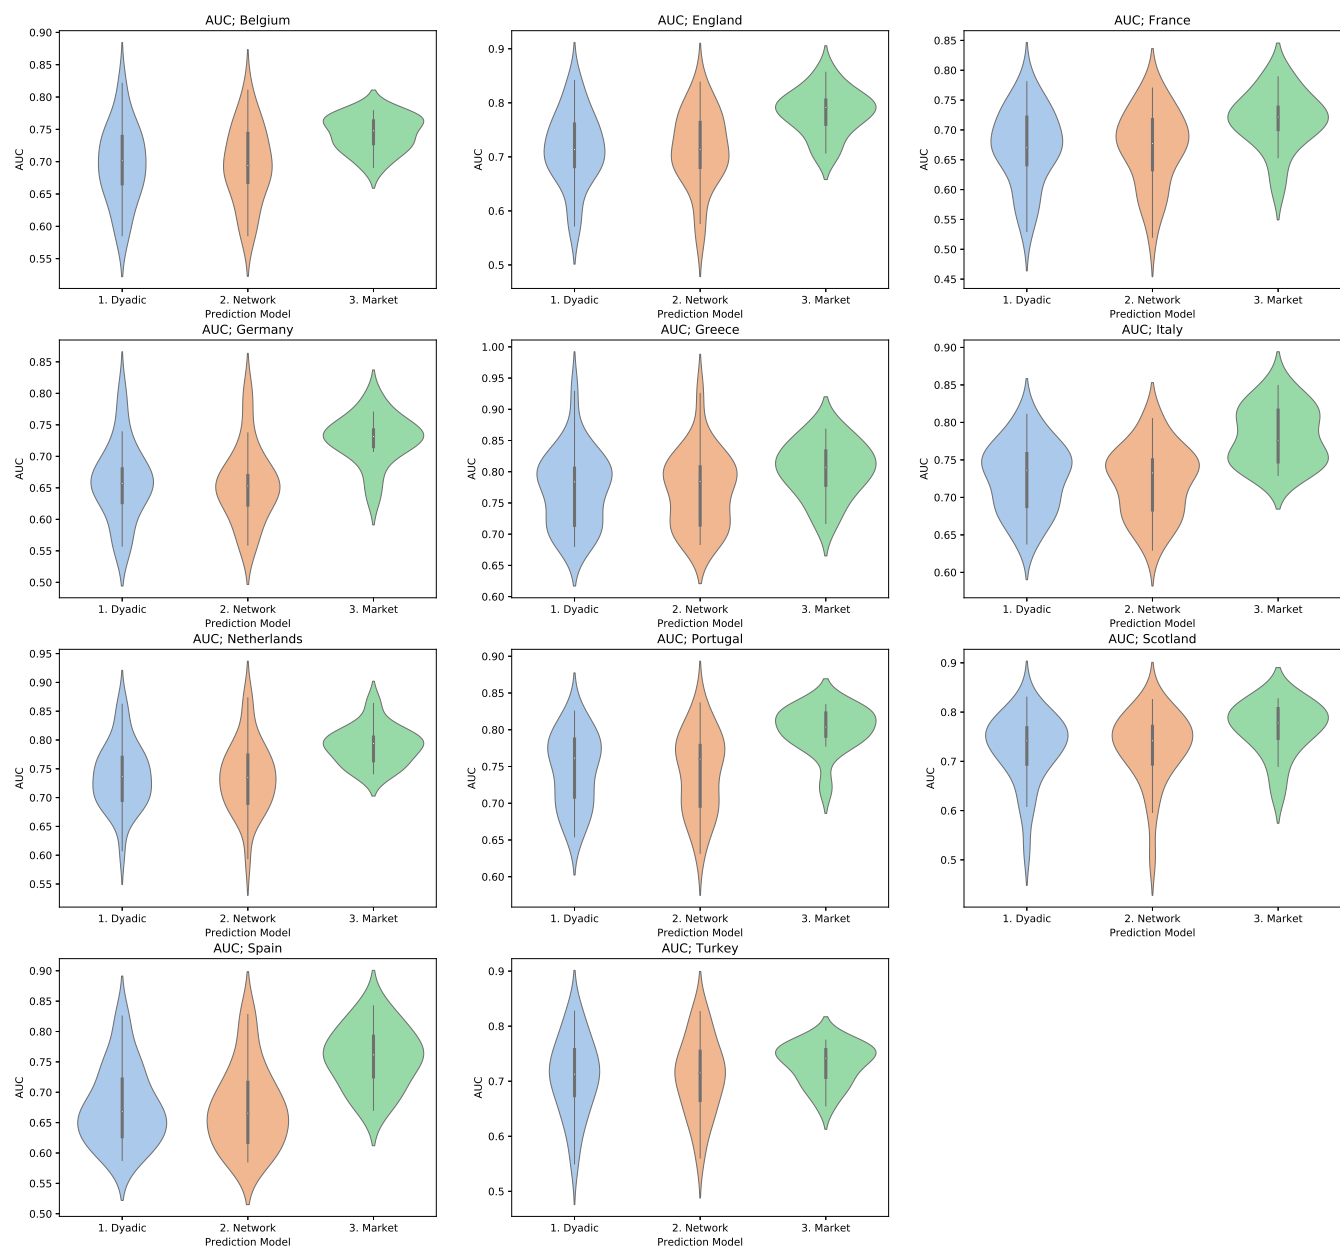 AUC; Belgium
0.90
0.85
0.80
0.75
0.70
0.65
0.60
0.55
AUC
1. Dyadic 2. Network 3. Market
Prediction Model
AUC; England
0.9
0.8
0.7
0.6
0.5
AUC
1. Dyadic 2. Network 3. Market
Prediction Model
AUC; France
0.85
0.80
0.75
0.70
0.65
0.60
0.55
0.50
0.45
AUC
1. Dyadic 2. Network 3. Market
Prediction Model
AUC; Germany
0.85
0.80
0.75
0.70
0.65
0.60
0.55
0.50
AUC
1. Dyadic 2. Network 3. Market
Prediction Model
AUC; Greece
1.00
0.95
0.90
0.85
0.80
0.75
0.70
0.65
0.60
AUC
1. Dyadic 2. Network 3. Market
Prediction Model
AUC; Italy
0.90
0.85
0.80
0.75
0.70
0.65
0.60
AUC
1. Dyadic 2. Network 3. Market
Prediction Model
AUC; Netherlands
0.95
0.90
0.85
0.80
0.75
0.70
0.65
0.60
0.55
AUC
1. Dyadic 2. Network 3. Market
Prediction Model
AUC; Portugal
0.90
0.85
0.80
0.75
0.70
0.65
0.60
AUC
1. Dyadic 2. Network 3. Market
Prediction Model
AUC; Scotland
0.9
0.8
0.7
0.6
0.5
AUC
1. Dyadic 2. Network 3. Market
Prediction Model
AUC; Spain
0.90
0.85
0.80
0.75
0.70
0.65
0.60
0.55
0.50
AUC
1. Dyadic 2. Network 3. Market
Prediction Model
AUC; Turkey
0.9
0.8
0.7
0.6
0.5
AUC
1. Dyadic 2. Network 3. Market
Prediction Model